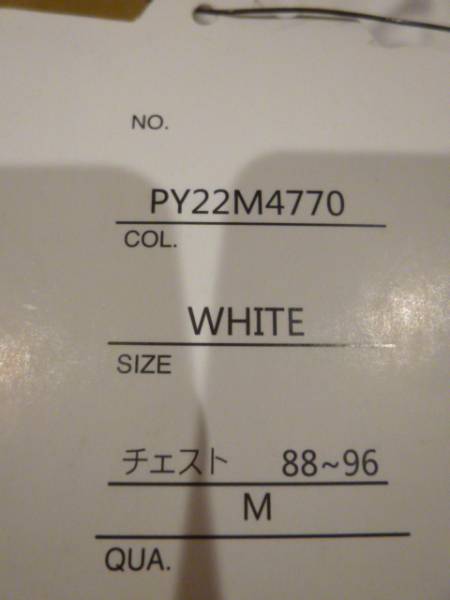 NO.
PY22M4770
COL.
WHITE
SIZE
チェスト 88~96
M
QUA.